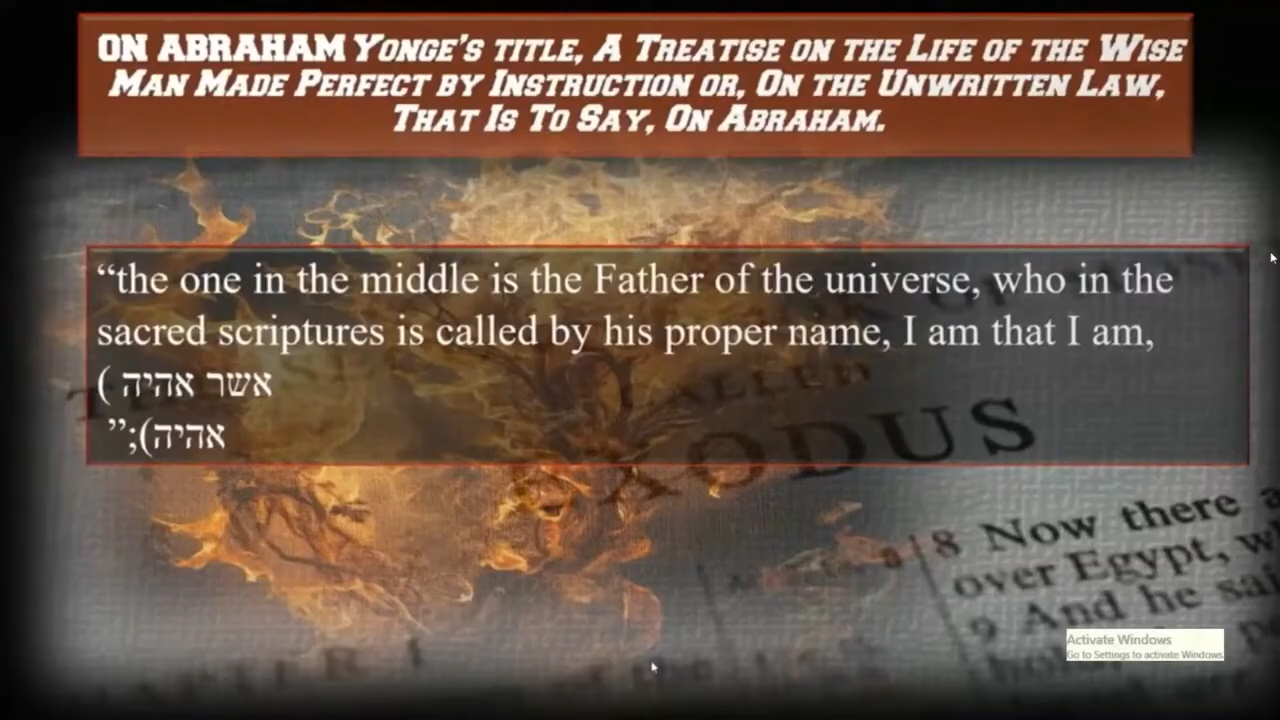 ON ABRAHAM YONGE'S TITLE, A TREATISE ON THE LIFE OF THE WISE
MAN MADE PERFECT BY INSTRUCTION OR, ON THE UNWRITTEN LAW,
THAT IS TO SAY, ON ABRAHAM.
“the one in the middle is the Father of the universe, who in the
sacred scriptures is called by his proper name, I am that I am,
( אשר אהיה
אהיה);”
CALLED
EXODUS
8 Now there a
over Egypt, w
9 And he sai
Activate Windows
Go to Settings to activate Windows.